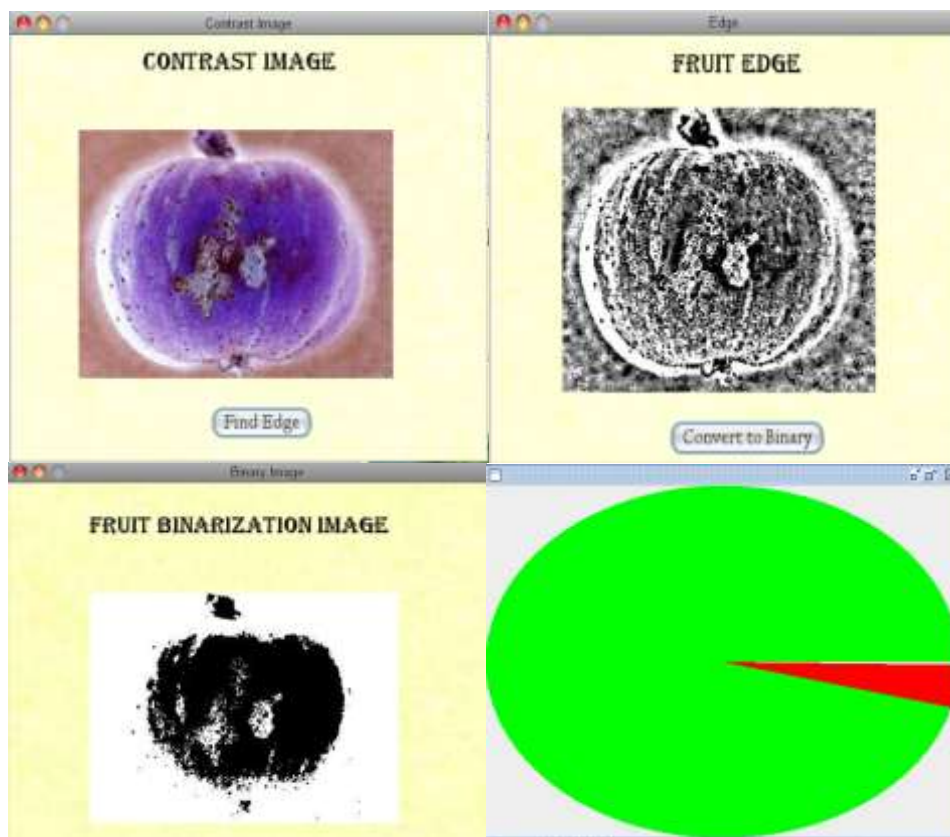 Contrast Image
CONTRAST IMAGE
Find Edge
Edge
FRUIT EDGE
Convert to Binary
Binary Image
FRUIT BINARIZATION IMAGE